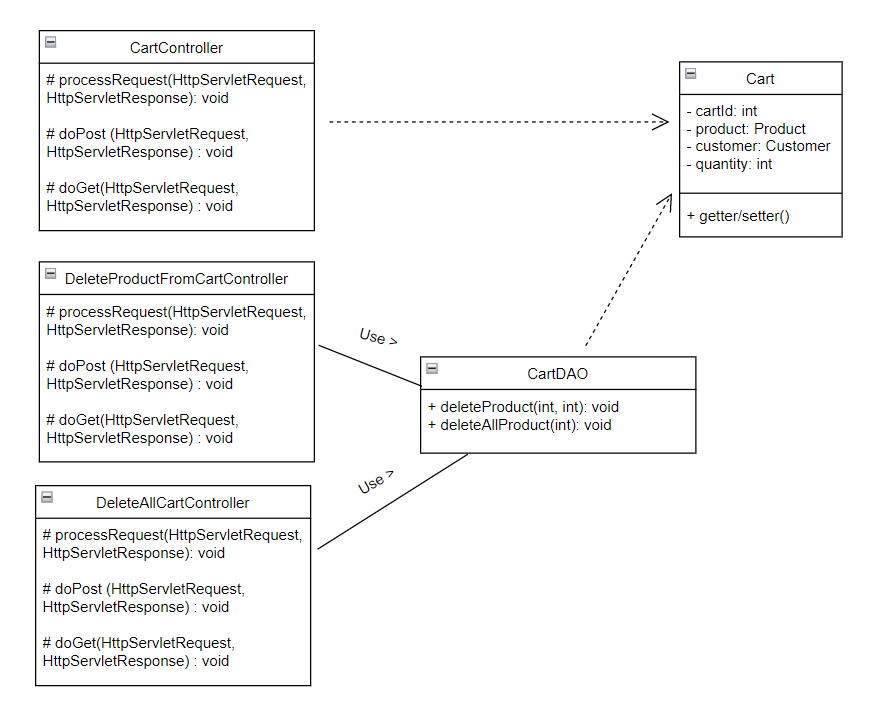 CartController
# processRequest(HttpServletRequest,
HttpServletResponse): void
# doPost (HttpServletRequest,
HttpServletResponse) : void
# doGet(HttpServletRequest,
HttpServletResponse) : void
Cart
- cartId: int
- product: Product
- customer: Customer
- quantity: int
+ getter/setter()
DeleteProductFromCartController
# processRequest(HttpServletRequest,
HttpServletResponse): void
# doPost (HttpServletRequest,
HttpServletResponse) : void
# doGet(HttpServletRequest,
HttpServletResponse) : void
Use >
CartDAO
+ deleteProduct(int, int): void
+ deleteAllProduct(int): void
Use >
DeleteAllCartController
# processRequest(HttpServletRequest,
HttpServletResponse): void
# doPost (HttpServletRequest,
HttpServletResponse) : void
# doGet(HttpServletRequest,
HttpServletResponse) : void